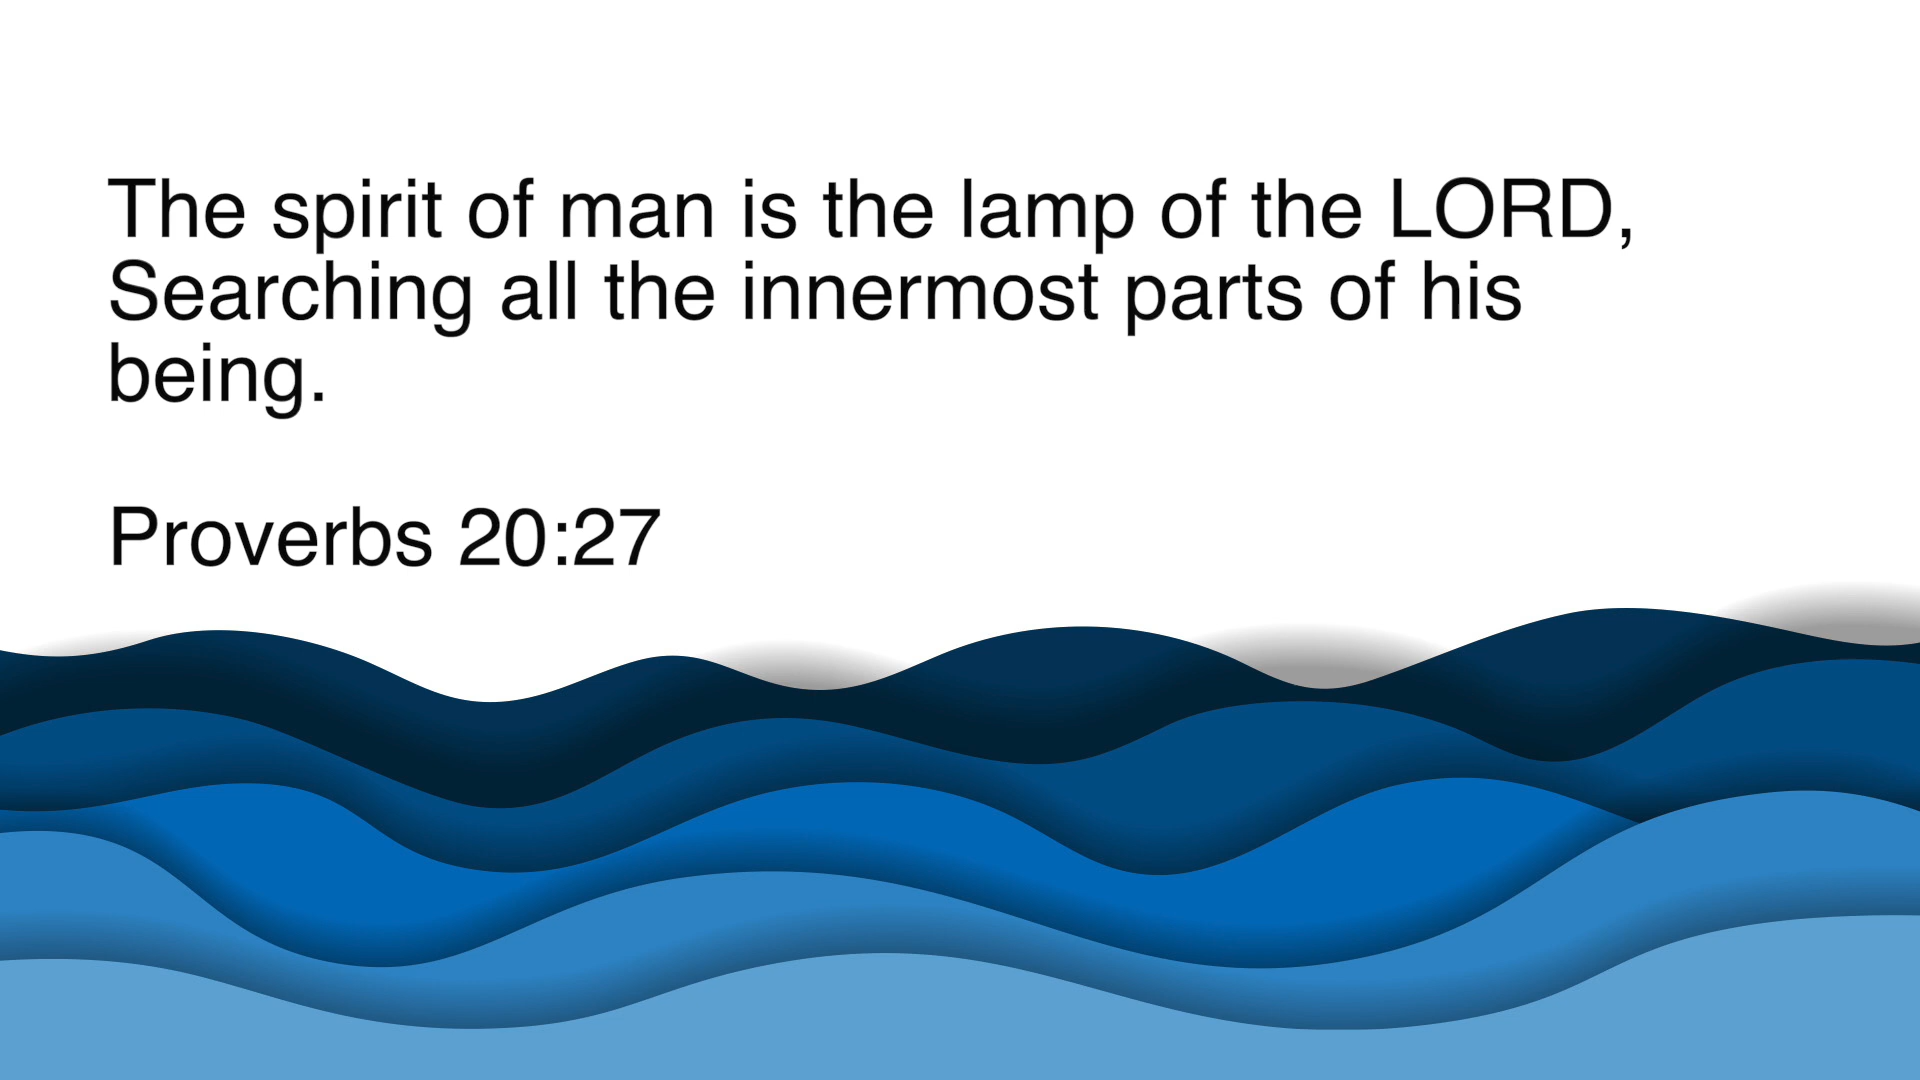 The spirit of man is the lamp of the LORD,
Searching all the innermost parts of his
being.
Proverbs 20:27